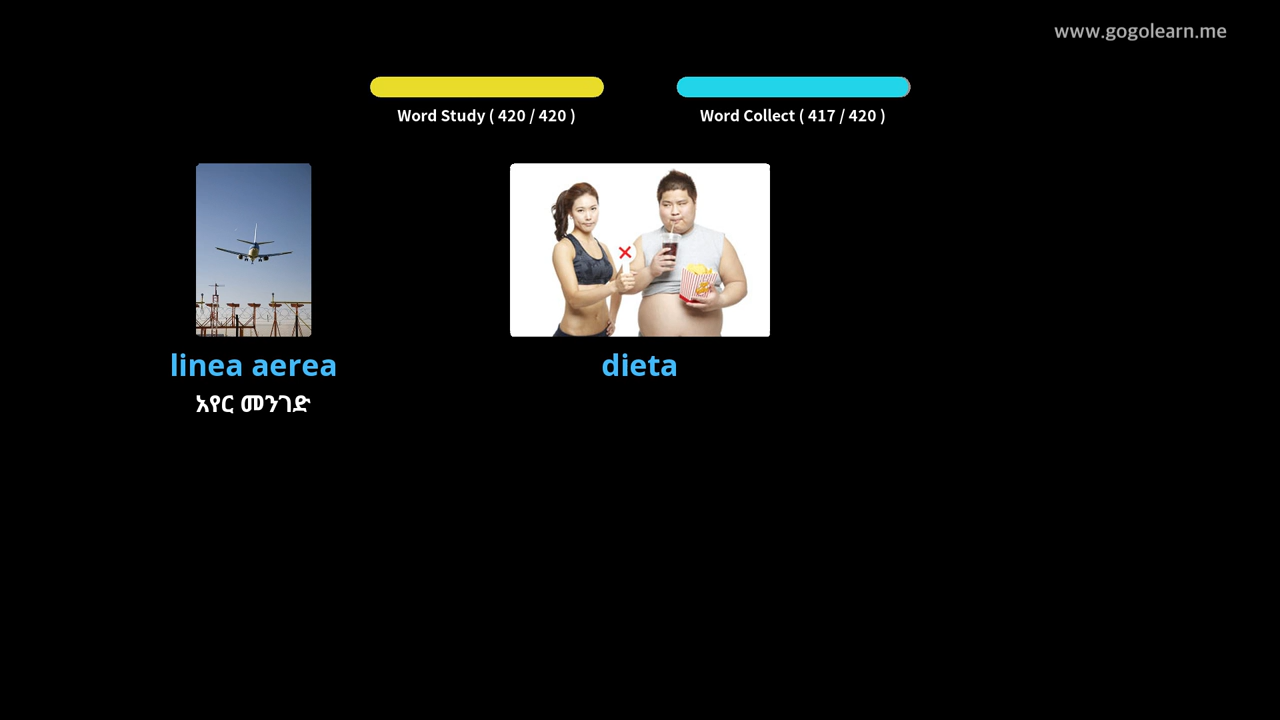 www.gogolearn.me
Word Study ( 420 / 420 )
Word Collect ( 417 / 420 )
linea aerea
dieta
አየር መንገድ